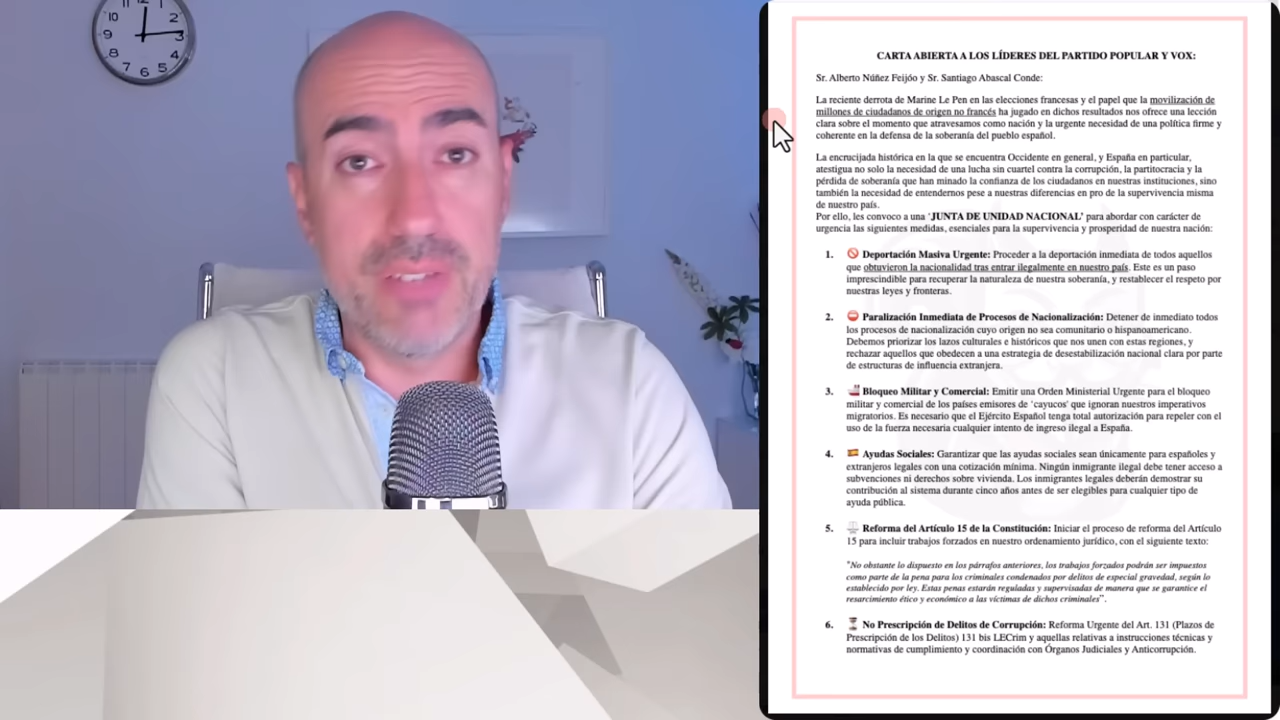 10
12
2
9
3
8
4
7
6
5
CARTA ABIERTA A LOS LÍDERES DEL PARTIDO POPULAR Y VOX:
Sr. Alberto Núñez Feijóo y Sr. Santiago Abascal Conde:
La reciente derrota de Marine Le Pen en las elecciones francesas y el papel que la movilización de
millones de ciudadanos de origen no francés ha jugado en dichos resultados nos ofrece una lección
clara sobre el momento que atravesamos como nación y la urgente necesidad de una política firme y
coherente en la defensa de la soberanía del pueblo español.
La encrucijada histórica en la que se encuentra Occidente en general, y España en particular,
atestigua no solo la necesidad de una lucha sin cuartel contra la corrupción, la partitocracia y la
pérdida de soberanía que han minado la confianza de los ciudadanos en nuestras instituciones, sino
también la necesidad de entendernos pese a nuestras diferencias en pro de la supervivencia misma
de nuestro país.
Por ello, les convoco a una 'JUNTA DE UNIDAD NACIONAL' para abordar con carácter de
urgencia las siguientes medidas, esenciales para la supervivencia y prosperidad de nuestra nación:
1. 🚫 Deportación Masiva Urgente: Proceder a la deportación inmediata de todos aquellos
que obtuvieron la nacionalidad tras entrar ilegalmente en nuestro país. Este es un paso
imprescindible para recuperar la naturaleza de nuestra soberanía, y restablecer el respeto por
nuestras leyes y fronteras.
2. ⛔ Paralización Inmediata de Procesos de Nacionalización: Detener de inmediato todos
los procesos de nacionalización cuyo origen no sea comunitario o hispanoamericano.
Debemos priorizar los lazos culturales e históricos que nos unen con estas regiones, y
rechazar aquellos que obedecen a una estrategia de desestabilización nacional clara por parte
de estructuras de influencia extranjera.
3. Bloqueo Militar y Comercial: Emitir una Orden Ministerial Urgente para el bloqueo
militar y comercial de los países emisores de 'cayucos' que ignoran nuestros imperativos
migratorios. Es necesario que el Ejército Español tenga total autorización para repeler con el
uso de la fuerza necesaria cualquier intento de ingreso ilegal a España.
4. 🇪🇸 Ayudas Sociales: Garantizar que las ayudas sociales sean únicamente para españoles y
extranjeros legales con una cotización mínima. Ningún inmigrante ilegal debe tener acceso a
subvenciones ni derechos sobre vivienda. Los inmigrantes legales deberán demostrar su
contribución al sistema durante cinco años antes de ser elegibles para cualquier tipo de
ayuda pública.
5. Reforma del Artículo 15 de la Constitución: Iniciar el proceso de reforma del Artículo
15 para incluir trabajos forzados en nuestro ordenamiento jurídico, con el siguiente texto:
"No obstante lo dispuesto en los párrafos anteriores, los trabajos forzados podrán ser impuestos
como parte de la pena para los criminales condenados por delitos de especial gravedad, según lo
establecido por ley. Estas penas estarán reguladas y supervisadas de manera que se garantice el
resarcimiento ético y económico a las víctimas de dichos criminales".
6. ⏳ No Prescripción de Delitos de Corrupción: Reforma Urgente del Art. 131 (Plazos de
Prescripción de los Delitos) 131 bis LECrim y aquellas relativas a instrucciones técnicas y
normativas de cumplimiento y coordinación con Órganos Judiciales y Anticorrupción.